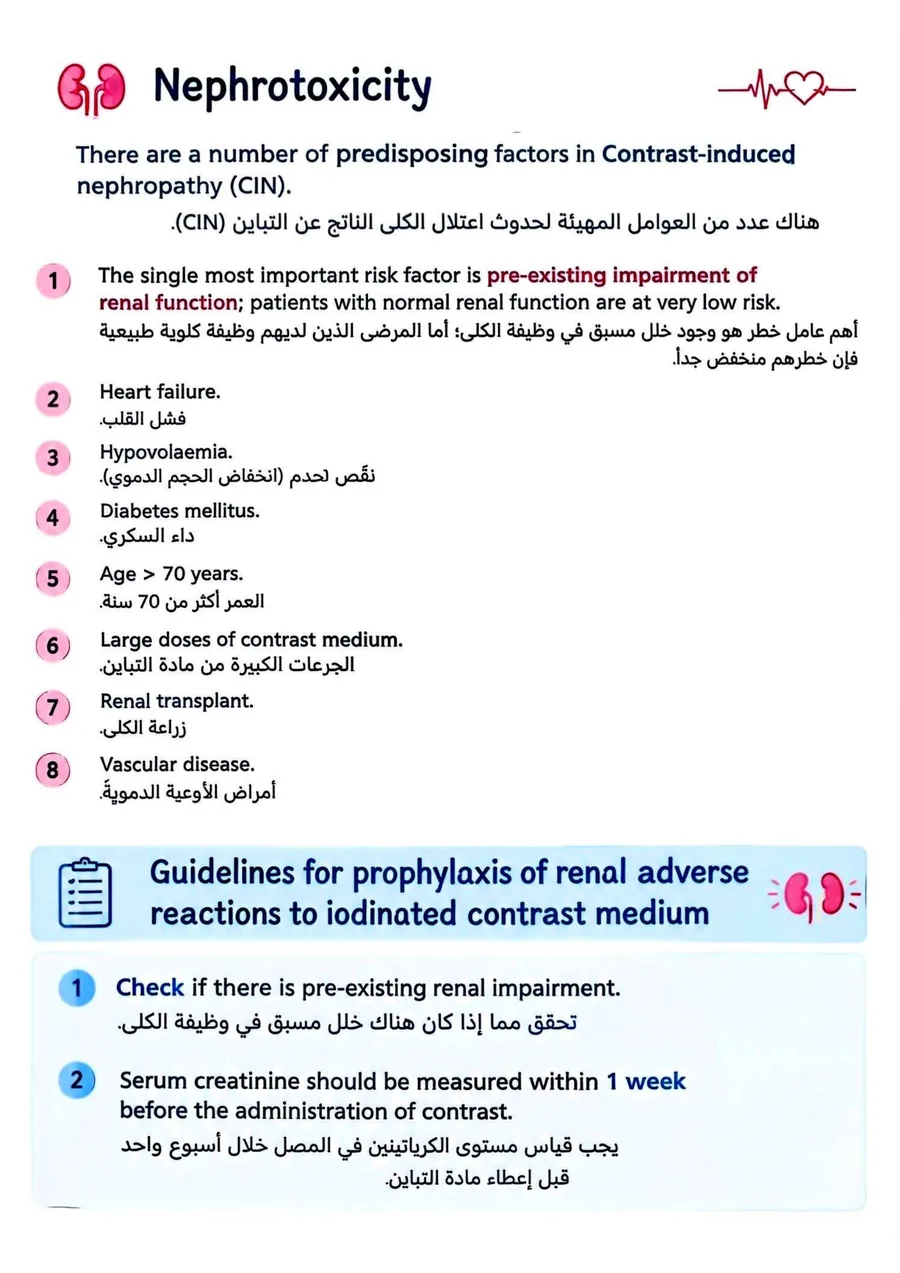 Nephrotoxicity
There are a number of predisposing factors in Contrast-induced
nephropathy (CIN).
هناك عدد من العوامل المهيئة لحدوث اعتلال الكلى الناتج عن التباين (CIN).
1 The single most important risk factor is pre-existing impairment of
renal function; patients with normal renal function are at very low risk.
أهم عامل خطر هو وجود خلل مسبق في وظيفة الكلى؛ أما المرضى الذين لديهم وظيفة كلوية طبيعية
فإن خطرهم منخفض جداً.
2 Heart failure.
فشل القلب.
3 Hypovolaemia.
نقَص (انخفاض الحجم الدموي).
4 Diabetes mellitus.
داء السكري.
5 Age > 70 years.
العمر أكثر من 70 سنة.
6 Large doses of contrast medium.
الجرعات الكبيرة من مادة التباين.
7 Renal transplant.
زراعة الكلى.
8 Vascular disease.
أمراض الأوعية الدمويةَ.
Guidelines for prophylaxis of renal adverse
reactions to iodinated contrast medium
1 Check if there is pre-existing renal impairment.
تحقق مما إذا كان هناك خلل مسبق في وظيفة الكلى.
2 Serum creatinine should be measured within 1 week
before the administration of contrast.
يجب قياس مستوى الكرياتينين في المصل خلال أسبوع واحد
قبل إعطاء مادة التباين.